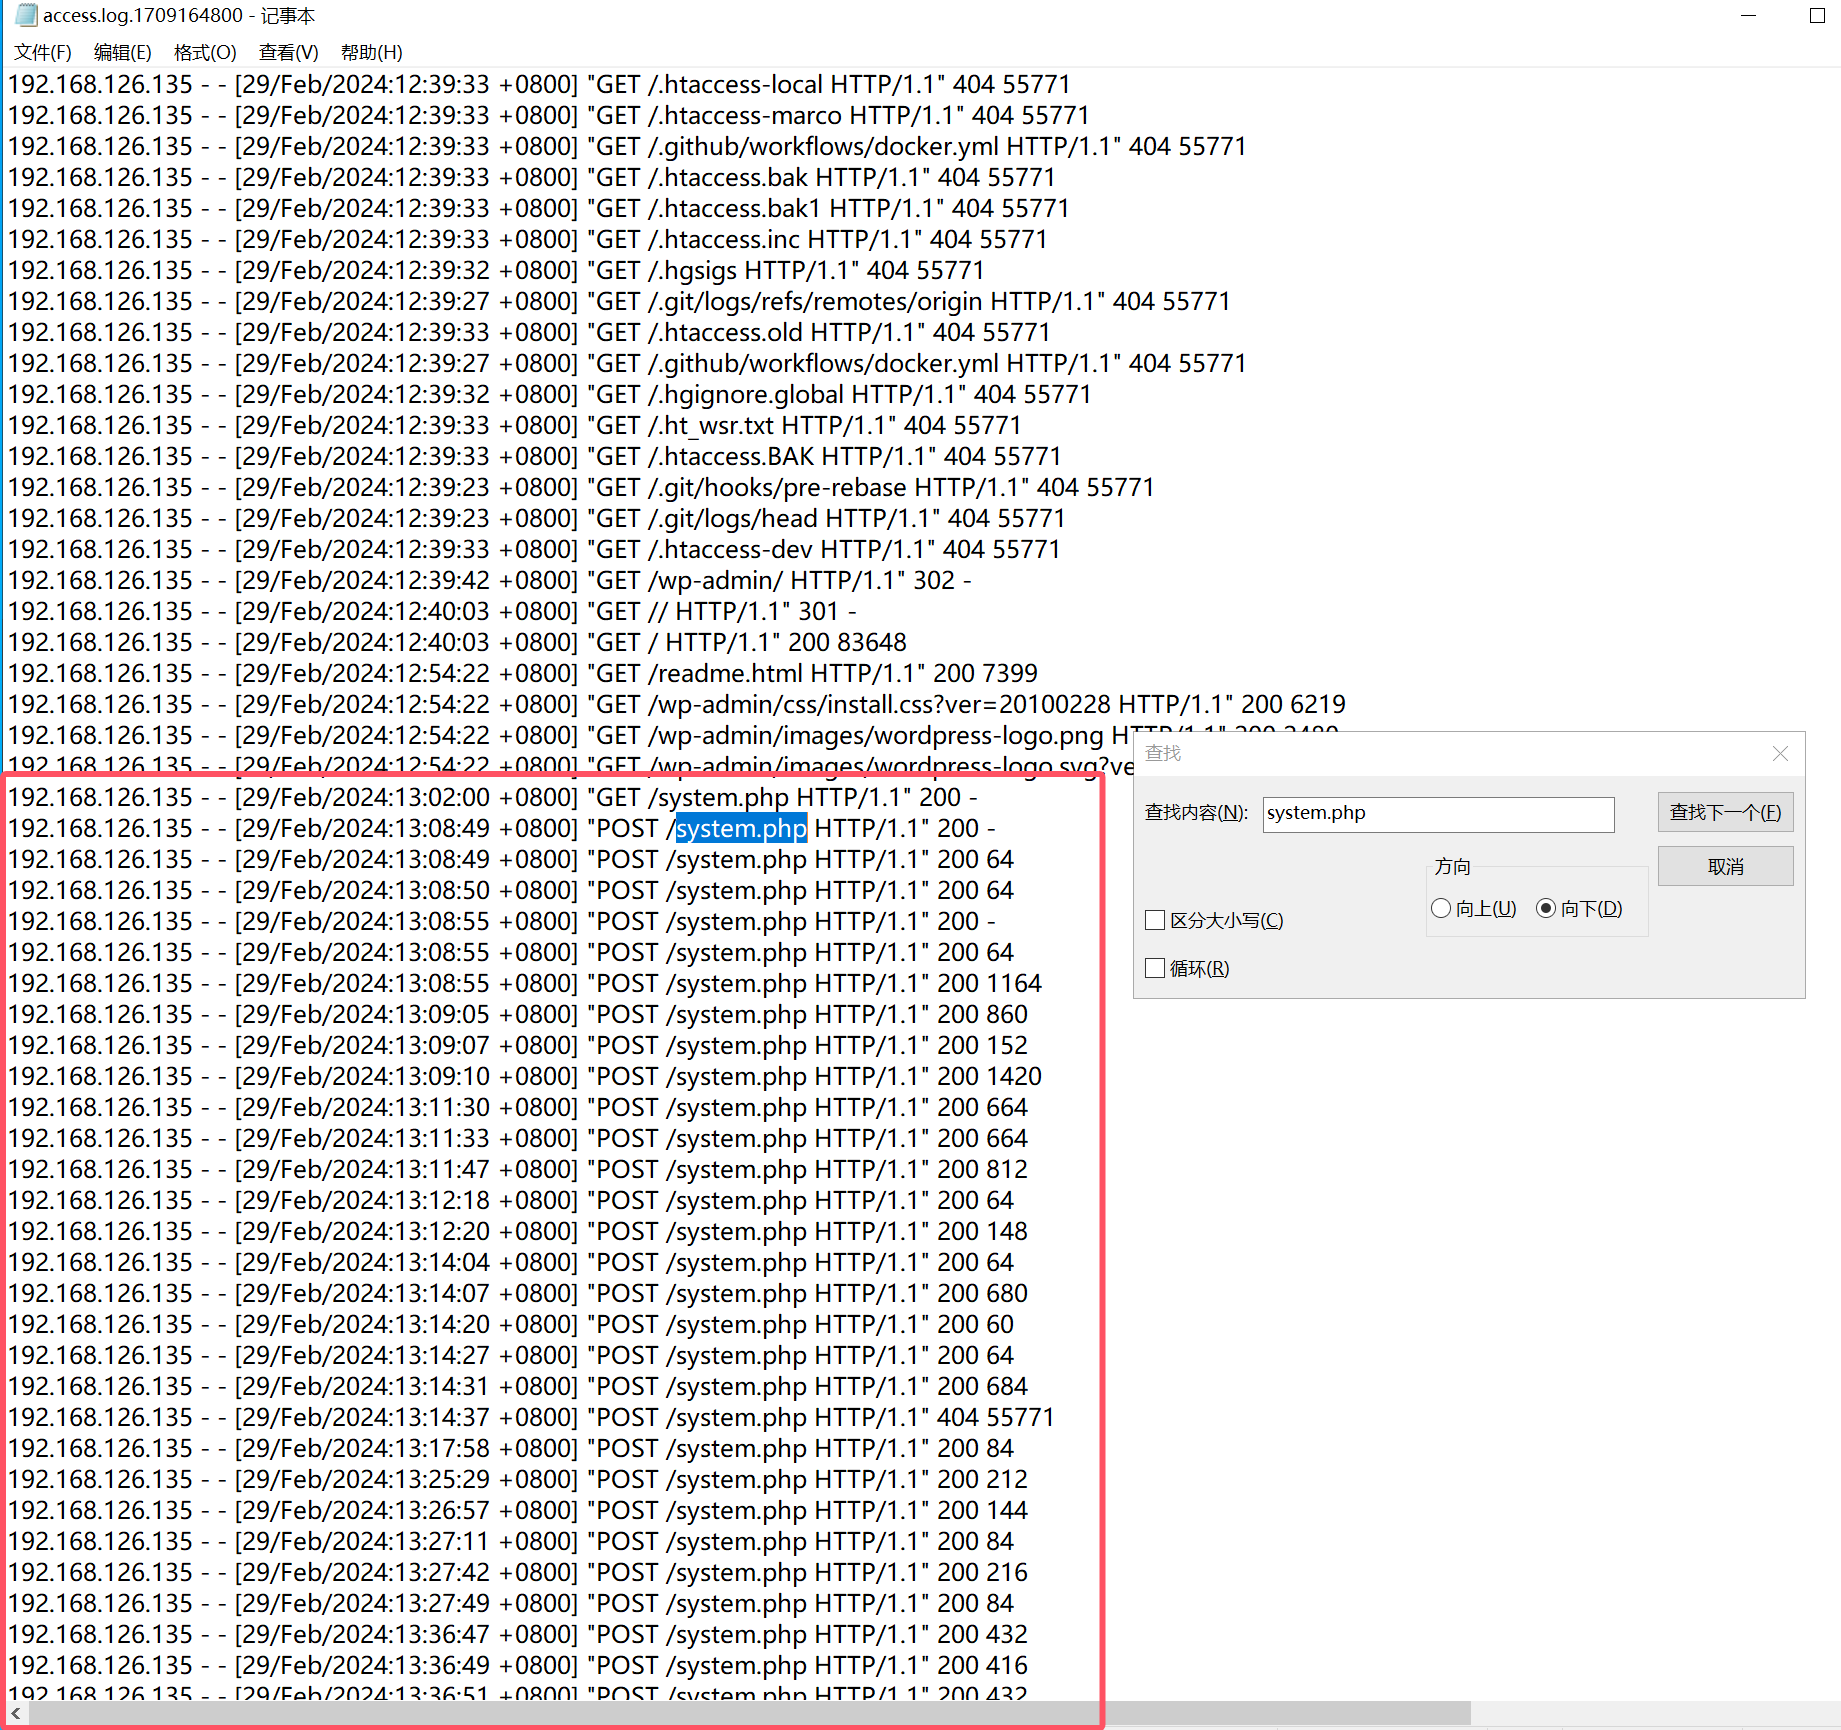 access.log.1709164800 - 记事本
文件(F) 编辑(E) 格式(O) 查看(V) 帮助(H)
192.168.126.135 - - [29/Feb/2024:12:39:33 +0800] "GET /.htaccess-local HTTP/1.1" 404 55771
192.168.126.135 - - [29/Feb/2024:12:39:33 +0800] "GET /.htaccess-marco HTTP/1.1" 404 55771
192.168.126.135 - - [29/Feb/2024:12:39:33 +0800] "GET /.github/workflows/docker.yml HTTP/1.1" 404 55771
192.168.126.135 - - [29/Feb/2024:12:39:33 +0800] "GET /.htaccess.bak HTTP/1.1" 404 55771
192.168.126.135 - - [29/Feb/2024:12:39:33 +0800] "GET /.htaccess.bak1 HTTP/1.1" 404 55771
192.168.126.135 - - [29/Feb/2024:12:39:33 +0800] "GET /.htaccess.inc HTTP/1.1" 404 55771
192.168.126.135 - - [29/Feb/2024:12:39:32 +0800] "GET /.hgsigs HTTP/1.1" 404 55771
192.168.126.135 - - [29/Feb/2024:12:39:27 +0800] "GET /.git/logs/refs/remotes/origin HTTP/1.1" 404 55771
192.168.126.135 - - [29/Feb/2024:12:39:33 +0800] "GET /.htaccess.old HTTP/1.1" 404 55771
192.168.126.135 - - [29/Feb/2024:12:39:27 +0800] "GET /.github/workflows/docker.yml HTTP/1.1" 404 55771
192.168.126.135 - - [29/Feb/2024:12:39:32 +0800] "GET /.hgignore.global HTTP/1.1" 404 55771
192.168.126.135 - - [29/Feb/2024:12:39:33 +0800] "GET /.ht_wsr.txt HTTP/1.1" 404 55771
192.168.126.135 - - [29/Feb/2024:12:39:33 +0800] "GET /.htaccess.BAK HTTP/1.1" 404 55771
192.168.126.135 - - [29/Feb/2024:12:39:23 +0800] "GET /.git/hooks/pre-rebase HTTP/1.1" 404 55771
192.168.126.135 - - [29/Feb/2024:12:39:23 +0800] "GET /.git/logs/head HTTP/1.1" 404 55771
192.168.126.135 - - [29/Feb/2024:12:39:33 +0800] "GET /.htaccess-dev HTTP/1.1" 404 55771
192.168.126.135 - - [29/Feb/2024:12:39:42 +0800] "GET /wp-admin/ HTTP/1.1" 302 -
192.168.126.135 - - [29/Feb/2024:12:40:03 +0800] "GET // HTTP/1.1" 301 -
192.168.126.135 - - [29/Feb/2024:12:40:03 +0800] "GET / HTTP/1.1" 200 83648
192.168.126.135 - - [29/Feb/2024:12:54:22 +0800] "GET /readme.html HTTP/1.1" 200 7399
192.168.126.135 - - [29/Feb/2024:12:54:22 +0800] "GET /wp-admin/css/install.css?ver=20100228 HTTP/1.1" 200 6219
192.168.126.135 - - [29/Feb/2024:12:54:22 +0800] "GET /wp-admin/images/wordpress-logo.png HTTP/1.1" 200 2480
192.168.126.135 - - [29/Feb/2024:12:54:22 +0800] "GET /wp-admin/images/wordpress-logo.svg?ve
192.168.126.135 - - [29/Feb/2024:13:02:00 +0800] "GET /system.php HTTP/1.1" 200 -
192.168.126.135 - - [29/Feb/2024:13:08:49 +0800] "POST /system.php HTTP/1.1" 200 -
192.168.126.135 - - [29/Feb/2024:13:08:49 +0800] "POST /system.php HTTP/1.1" 200 64
192.168.126.135 - - [29/Feb/2024:13:08:50 +0800] "POST /system.php HTTP/1.1" 200 64
192.168.126.135 - - [29/Feb/2024:13:08:55 +0800] "POST /system.php HTTP/1.1" 200 -
192.168.126.135 - - [29/Feb/2024:13:08:55 +0800] "POST /system.php HTTP/1.1" 200 64
192.168.126.135 - - [29/Feb/2024:13:08:55 +0800] "POST /system.php HTTP/1.1" 200 1164
192.168.126.135 - - [29/Feb/2024:13:09:05 +0800] "POST /system.php HTTP/1.1" 200 860
192.168.126.135 - - [29/Feb/2024:13:09:07 +0800] "POST /system.php HTTP/1.1" 200 152
192.168.126.135 - - [29/Feb/2024:13:09:10 +0800] "POST /system.php HTTP/1.1" 200 1420
192.168.126.135 - - [29/Feb/2024:13:11:30 +0800] "POST /system.php HTTP/1.1" 200 664
192.168.126.135 - - [29/Feb/2024:13:11:33 +0800] "POST /system.php HTTP/1.1" 200 664
192.168.126.135 - - [29/Feb/2024:13:11:47 +0800] "POST /system.php HTTP/1.1" 200 812
192.168.126.135 - - [29/Feb/2024:13:12:18 +0800] "POST /system.php HTTP/1.1" 200 64
192.168.126.135 - - [29/Feb/2024:13:12:20 +0800] "POST /system.php HTTP/1.1" 200 148
192.168.126.135 - - [29/Feb/2024:13:14:04 +0800] "POST /system.php HTTP/1.1" 200 64
192.168.126.135 - - [29/Feb/2024:13:14:07 +0800] "POST /system.php HTTP/1.1" 200 680
192.168.126.135 - - [29/Feb/2024:13:14:20 +0800] "POST /system.php HTTP/1.1" 200 60
192.168.126.135 - - [29/Feb/2024:13:14:27 +0800] "POST /system.php HTTP/1.1" 200 64
192.168.126.135 - - [29/Feb/2024:13:14:31 +0800] "POST /system.php HTTP/1.1" 200 684
192.168.126.135 - - [29/Feb/2024:13:14:37 +0800] "POST /system.php HTTP/1.1" 404 55771
192.168.126.135 - - [29/Feb/2024:13:17:58 +0800] "POST /system.php HTTP/1.1" 200 84
192.168.126.135 - - [29/Feb/2024:13:25:29 +0800] "POST /system.php HTTP/1.1" 200 212
192.168.126.135 - - [29/Feb/2024:13:26:57 +0800] "POST /system.php HTTP/1.1" 200 144
192.168.126.135 - - [29/Feb/2024:13:27:11 +0800] "POST /system.php HTTP/1.1" 200 84
192.168.126.135 - - [29/Feb/2024:13:27:42 +0800] "POST /system.php HTTP/1.1" 200 216
192.168.126.135 - - [29/Feb/2024:13:27:49 +0800] "POST /system.php HTTP/1.1" 200 84
192.168.126.135 - - [29/Feb/2024:13:36:47 +0800] "POST /system.php HTTP/1.1" 200 432
192.168.126.135 - - [29/Feb/2024:13:36:49 +0800] "POST /system.php HTTP/1.1" 200 416
192.168.126.135 - - [29/Feb/2024:13:36:51 +0800] "POST /system.php HTTP/1.1" 200 432
查找
查找内容(N): system.php 查找下一个(F)
方向 取消
向上(U) 向下(D)
区分大小写(C)
循环(R)